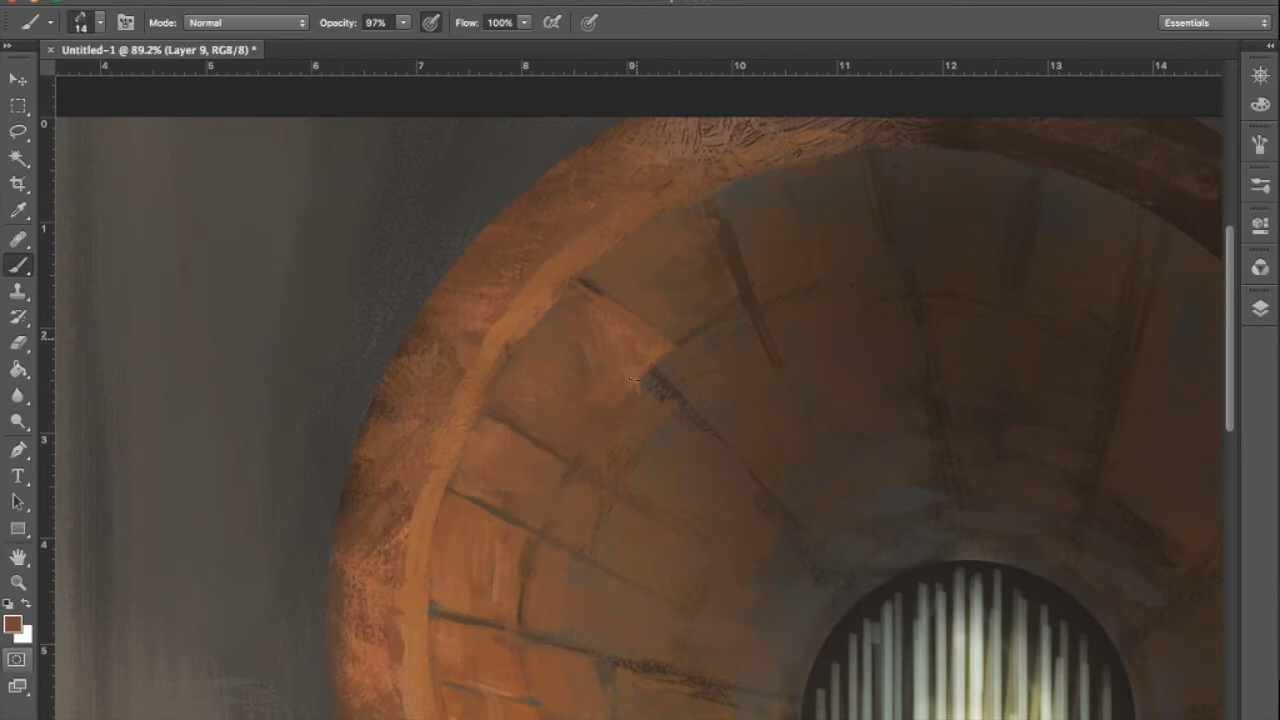 14 Mode: Normal Opacity: 97% Flow: 100% Essentials
Untitled-1 @ 89.2% (Layer 9, RGB/8) *
4 5 6 7 8 9 10 11 12 13 14
0
1
2
3
4
5